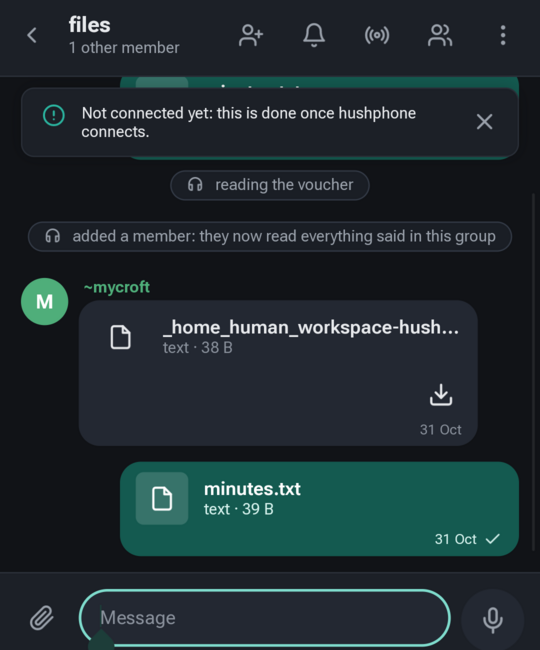 files
1 other member
Not connected yet: this is done once hushphone
connects.
reading the voucher
added a member: they now read everything said in this group
~mycroft
M
_home_human_workspace-hush...
text · 38 B
31 Oct
minutes.txt
text · 39 B
31 Oct
Message